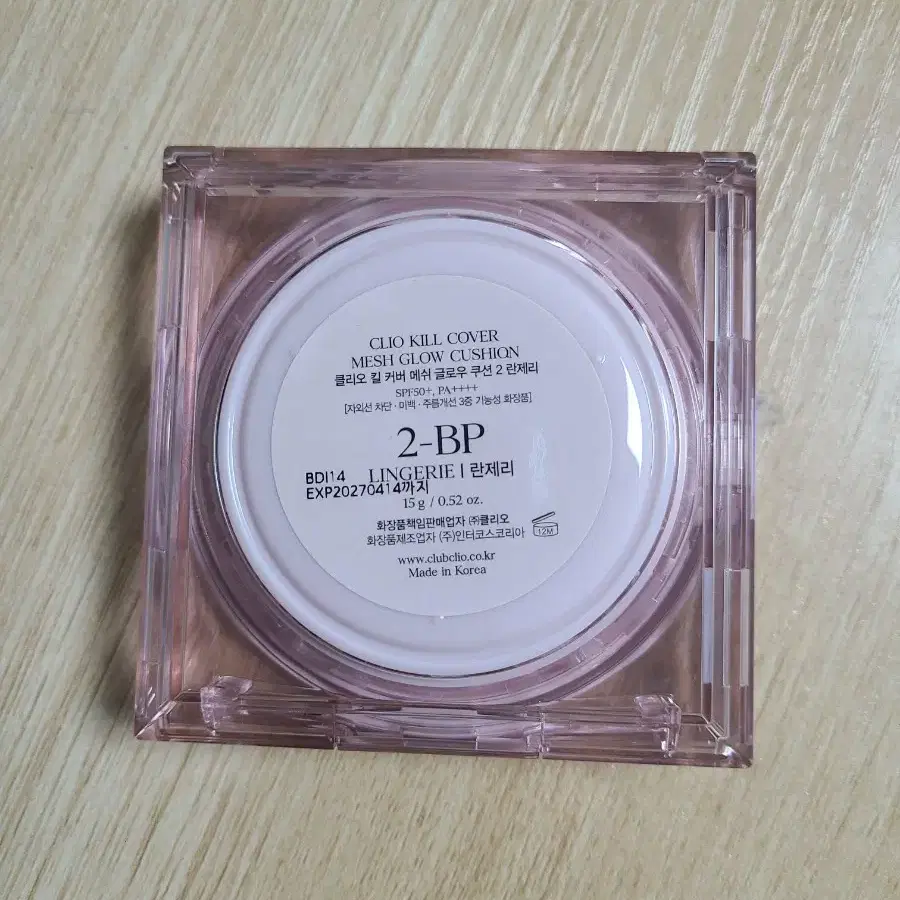 CLIO KILL COVER
MESH GLOW CUSHION
클리오 킬 커버 메쉬 글로우 쿠션 2 란제리
SPF50+, PA++++
[자외선 차단 · 미백 · 주름개선 3중 기능성 화장품]
2-BP
LINGERIE | 란제리
BDI14
EXP20270414까지
15 g / 0.52 oz.
화장품책임판매업자 ㈜클리오
화장품제조업자 (주)인터코스코리아
12M
www.clubclio.co.kr
Made in Korea